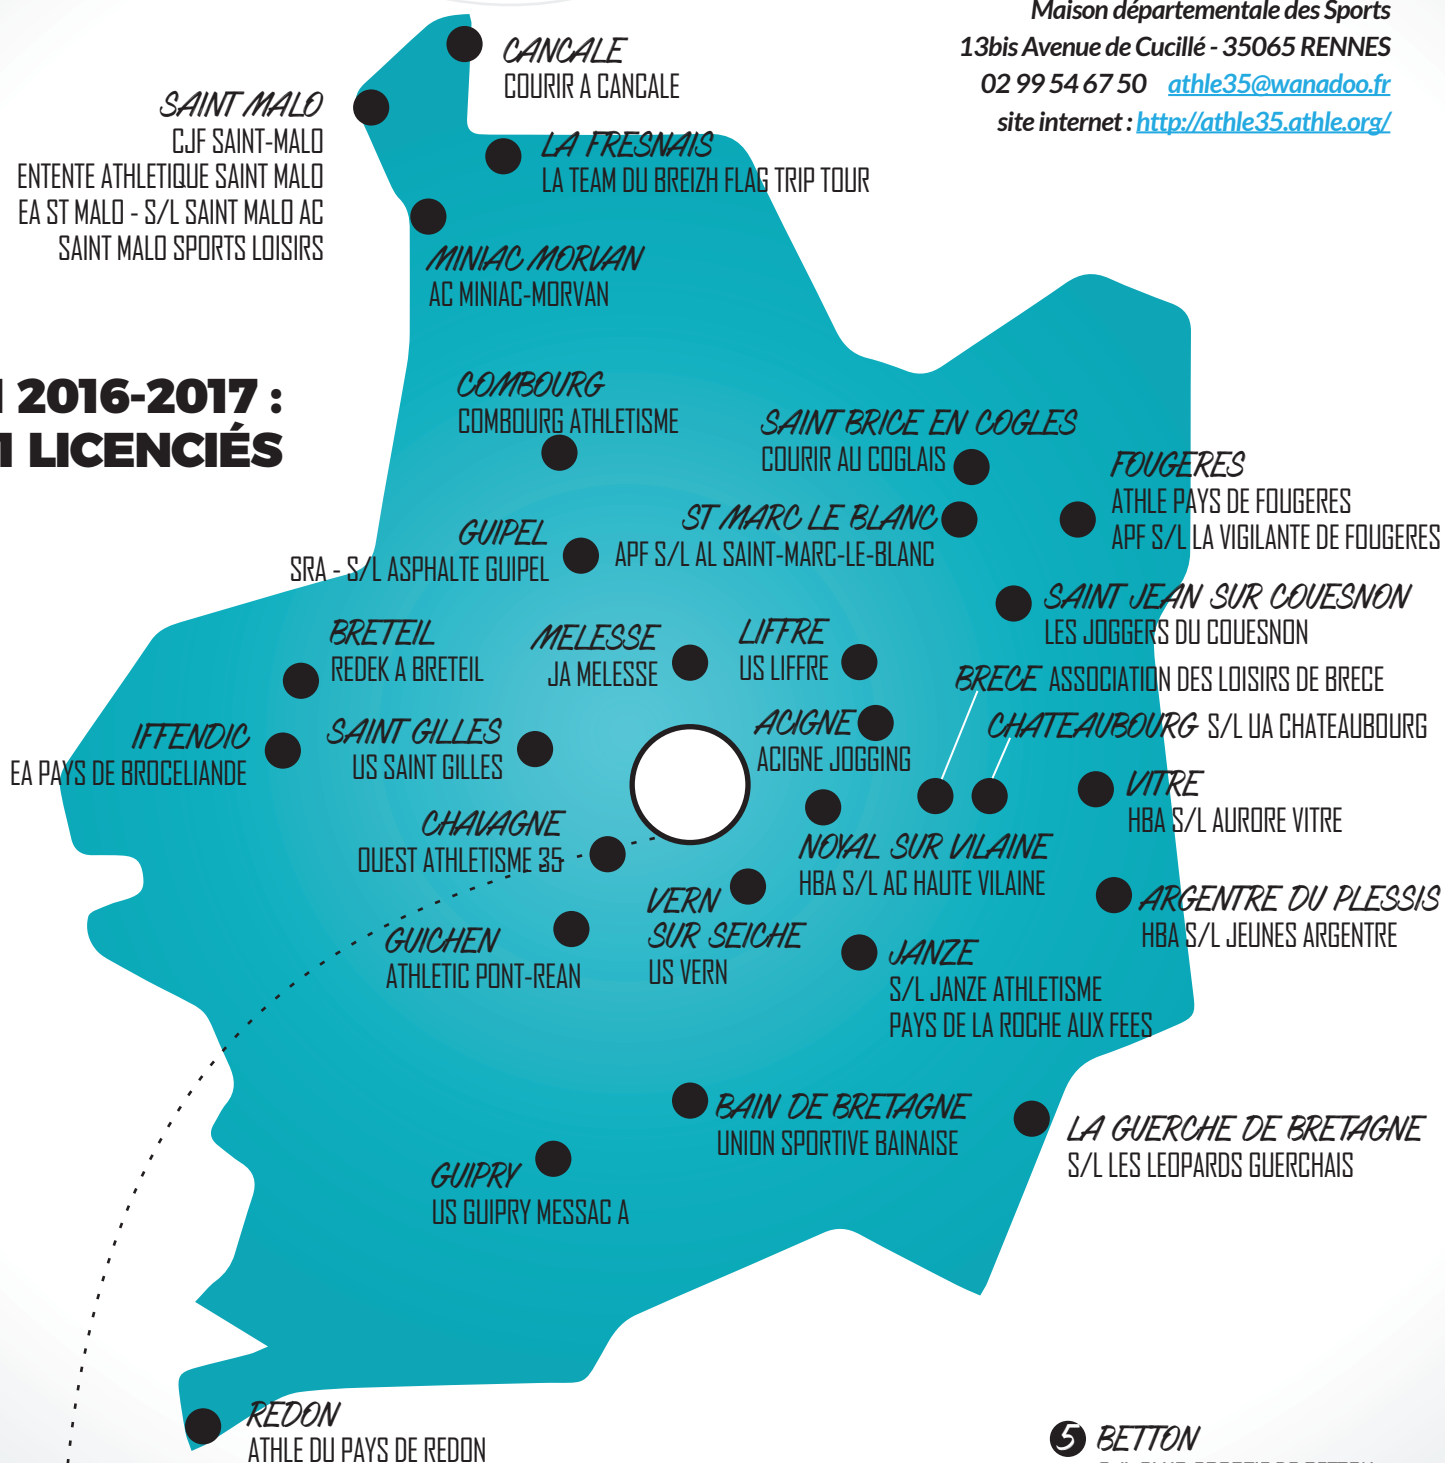 Maison départementale des Sports
13bis Avenue de Cucillé - 35065 RENNES
02 99 54 67 50 athle35@wanadoo.fr
site internet : http://athle35.athle.org/
CANCALE
COURIR A CANCALE
SAINT MALO
CJF SAINT-MALO
ENTENTE ATHLETIQUE SAINT MALO
EA ST MALO - S/L SAINT MALO AC
SAINT MALO SPORTS LOISIRS
LA FRESNAIS
LA TEAM DU BREIZH FLAG TRIP TOUR
MINIAC MORVAN
AC MINIAC-MORVAN
2016-2017 :
LICENCIÉS
COMBOURG
COMBOURG ATHLETISME
SAINT BRICE EN COGLES
COURIR AU COGLAIS
FOUGERES
ATHLE PAYS DE FOUGERES
APF S/L LA VIGILANTE DE FOUGERES
ST MARC LE BLANC
APF S/L AL SAINT-MARC-LE-BLANC
GUIPEL
SRA - S/L ASPHALTE GUIPEL
SAINT JEAN SUR COUESNON
LES JOGGERS DU COUESNON
BRETEIL
REDEK A BRETEIL
MELESSE
JA MELESSE
LIFFRE
US LIFFRE
BRECE ASSOCIATION DES LOISIRS DE BRECE
CHATEAUBOURG S/L UA CHATEAUBOURG
IFFENDIC
EA PAYS DE BROCELIANDE
SAINT GILLES
US SAINT GILLES
ACIGNE
ACIGNE JOGGING
VITRE
HBA S/L AURORE VITRE
CHAVAGNE
OUEST ATHLETISME 35
NOYAL SUR VILAINE
HBA S/L AC HAUTE VILAINE
ARGENTRE DU PLESSIS
HBA S/L JEUNES ARGENTRE
VERN
SUR SEICHE
US VERN
GUICHEN
ATHLETIC PONT-REAN
JANZE
S/L JANZE ATHLETISME
PAYS DE LA ROCHE AUX FEES
BAIN DE BRETAGNE
UNION SPORTIVE BAINAISE
LA GUERCHE DE BRETAGNE
S/L LES LEOPARDS GUERCHAIS
GUIPRY
US GUIPRY MESSAC A
REDON
ATHLE DU PAYS DE REDON
5 BETTON